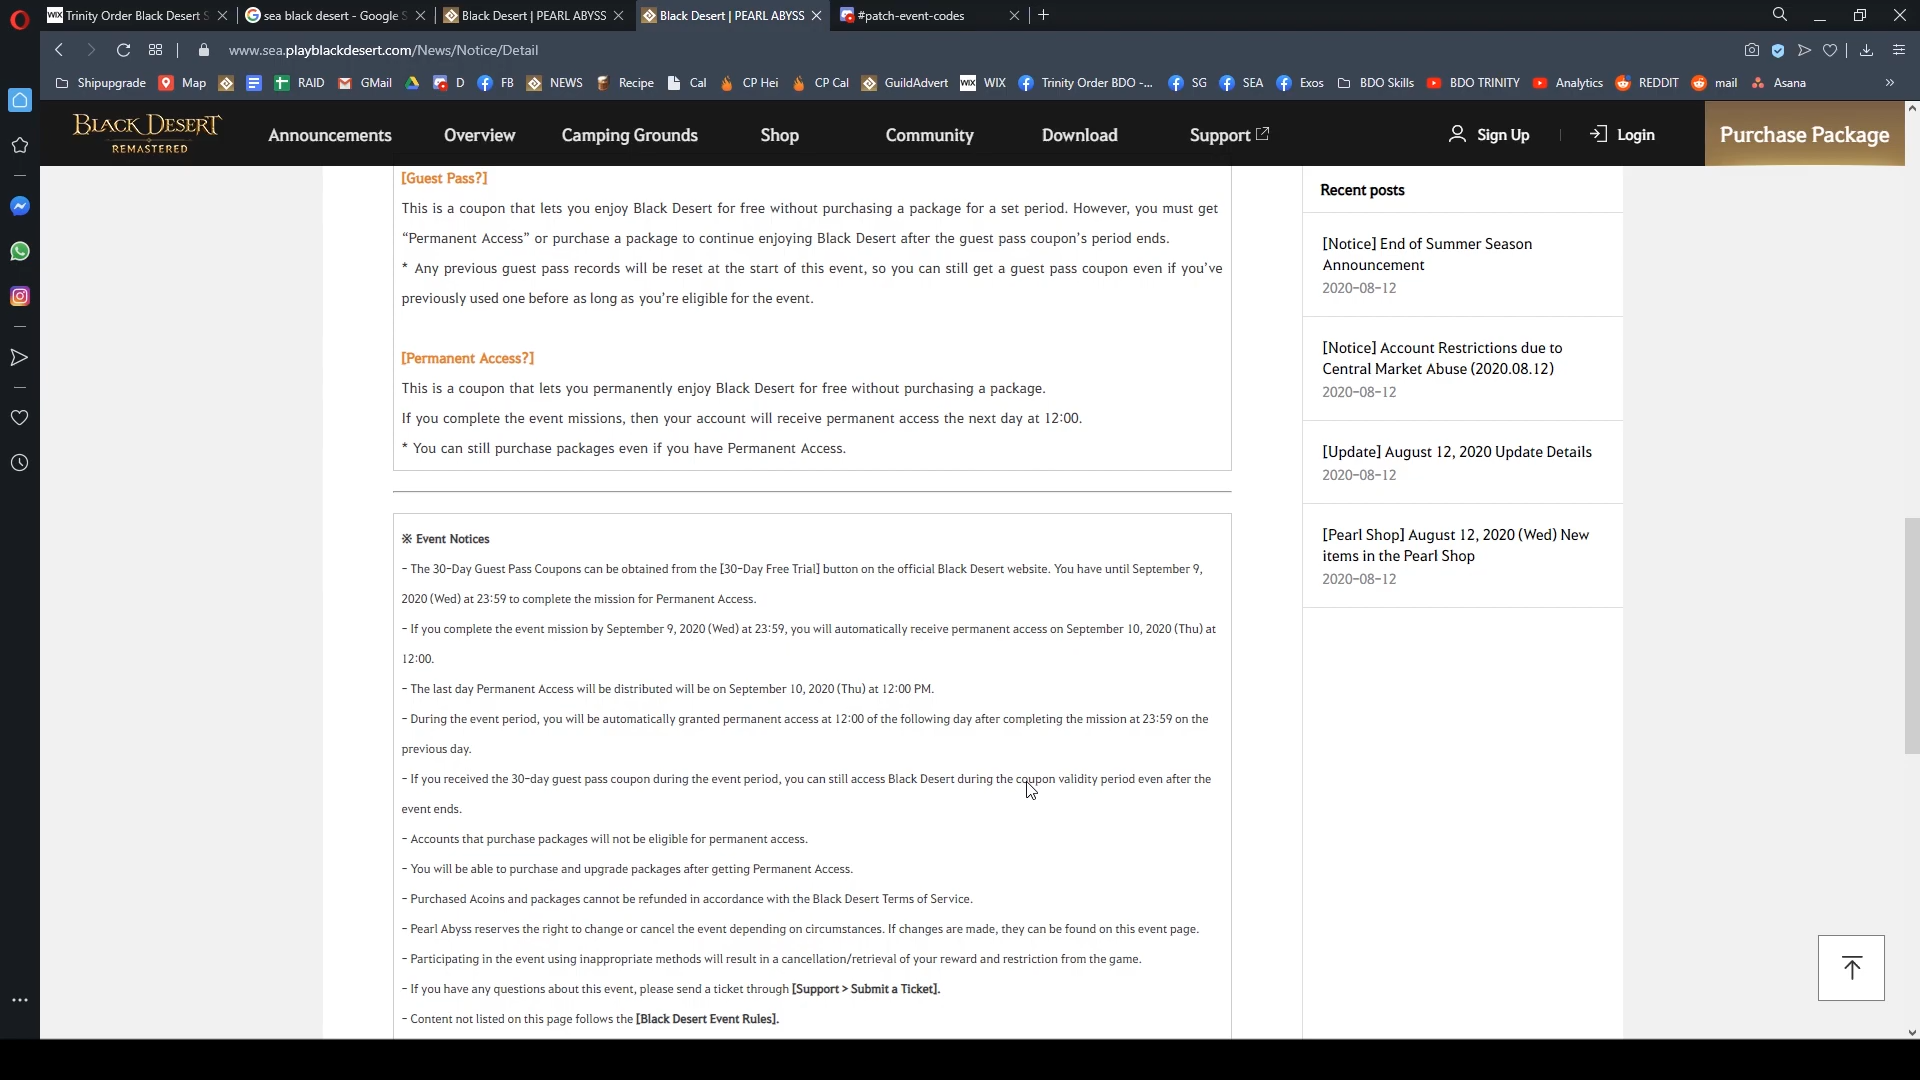 WIX Trinity Order Black Desert S
sea black desert - Google S
Black Desert | PEARL ABYSS
Black Desert | PEARL ABYSS
#patch-event-codes
www.sea.playblackdesert.com/News/Notice/Detail
Shipupgrade
Map
RAID
GMail
D
FB
NEWS
Recipe
Cal
CP Hei
CP Cal
GuildAdvert
WIX WIX
Trinity Order BDO -...
SG
SEA
Exos
BDO Skills
BDO TRINITY
Analytics
REDDIT
mail
Asana
BLACK DESERT
REMASTERED
Announcements
Overview
Camping Grounds
Shop
Community
Download
Support
Sign Up
Login
Purchase Package
[Guest Pass?]
This is a coupon that lets you enjoy Black Desert for free without purchasing a package for a set period. However, you must get
“Permanent Access” or purchase a package to continue enjoying Black Desert after the guest pass coupon’s period ends.
* Any previous guest pass records will be reset at the start of this event, so you can still get a guest pass coupon even if you’ve
previously used one before as long as you’re eligible for the event.
[Permanent Access?]
This is a coupon that lets you permanently enjoy Black Desert for free without purchasing a package.
If you complete the event missions, then your account will receive permanent access the next day at 12:00.
* You can still purchase packages even if you have Permanent Access.
※ Event Notices
- The 30-Day Guest Pass Coupons can be obtained from the [30-Day Free Trial] button on the official Black Desert website. You have until September 9,
2020 (Wed) at 23:59 to complete the mission for Permanent Access.
- If you complete the event mission by September 9, 2020 (Wed) at 23:59, you will automatically receive permanent access on September 10, 2020 (Thu) at
12:00.
- The last day Permanent Access will be distributed will be on September 10, 2020 (Thu) at 12:00 PM.
- During the event period, you will be automatically granted permanent access at 12:00 of the following day after completing the mission at 23:59 on the
previous day.
- If you received the 30-day guest pass coupon during the event period, you can still access Black Desert during the coupon validity period even after the
event ends.
- Accounts that purchase packages will not be eligible for permanent access.
- You will be able to purchase and upgrade packages after getting Permanent Access.
- Purchased Acoins and packages cannot be refunded in accordance with the Black Desert Terms of Service.
- Pearl Abyss reserves the right to change or cancel the event depending on circumstances. If changes are made, they can be found on this event page.
- Participating in the event using inappropriate methods will result in a cancellation/retrieval of your reward and restriction from the game.
- If you have any questions about this event, please send a ticket through [Support > Submit a Ticket].
- Content not listed on this page follows the [Black Desert Event Rules].
Recent posts
[Notice] End of Summer Season
Announcement
2020-08-12
[Notice] Account Restrictions due to
Central Market Abuse (2020.08.12)
2020-08-12
[Update] August 12, 2020 Update Details
2020-08-12
[Pearl Shop] August 12, 2020 (Wed) New
items in the Pearl Shop
2020-08-12